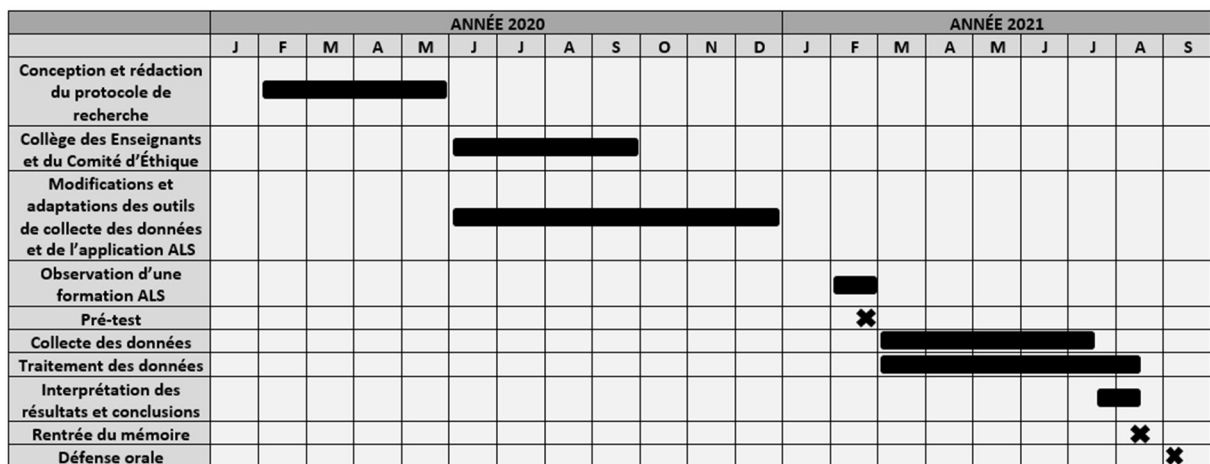 ANNÉE 2020 ANNÉE 2021
J F M A M J J A S O N D J F M A M J J A S
Conception et rédaction
du protocole de
recherche
Collège des Enseignants
et du Comité d’Éthique
Modifications et
adaptations des outils
de collecte des données
et de l’application ALS
Observation d’une
formation ALS
Pré-test
Collecte des données
Traitement des données
Interprétation des
résultats et conclusions
Rentrée du mémoire
Défense orale